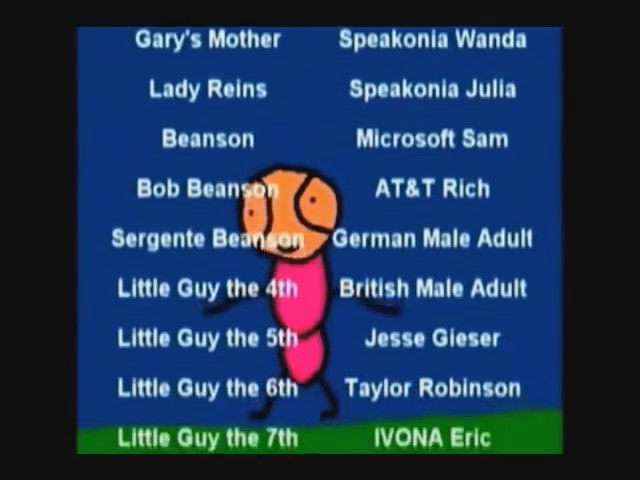 Gary's Mother Speakonia Wanda
Lady Reins Speakonia Julia
Beanson Microsoft Sam
Bob Beanson AT&T Rich
Sergente Beanson German Male Adult
Little Guy the 4th British Male Adult
Little Guy the 5th Jesse Gieser
Little Guy the 6th Taylor Robinson
Little Guy the 7th IVONA Eric